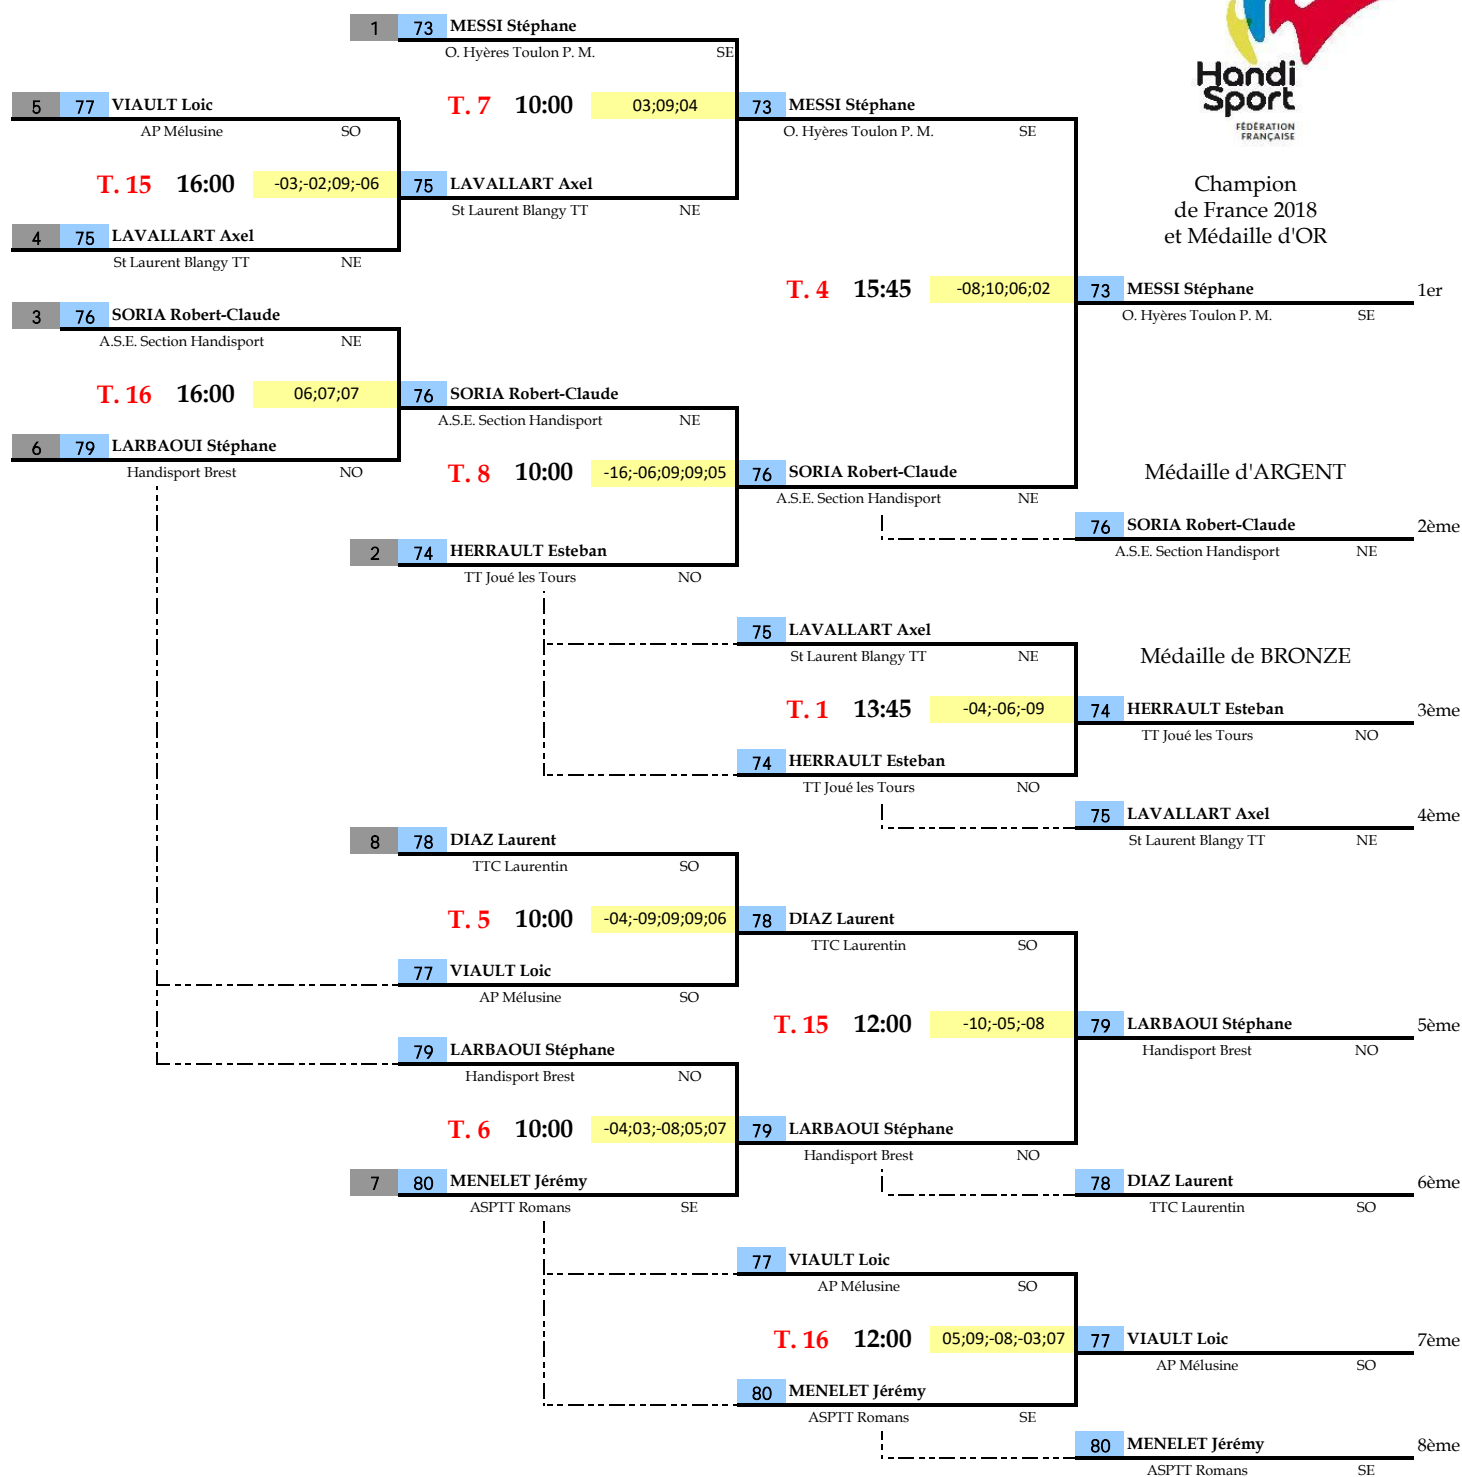 1 73 MESSI Stéphane
O. Hyères Toulon P. M. SE
Handi
Sport
FÉDÉRATION
FRANÇAISE
5 77 VIAULT Loic
AP Mélusine SO
T. 7 10:00 03;09;04
73 MESSI Stéphane
O. Hyères Toulon P. M. SE
T. 15 16:00 -03;-02;09;-06
75 LAVALLART Axel
St Laurent Blangy TT NE
4 75 LAVALLART Axel
St Laurent Blangy TT NE
Champion
de France 2018
et Médaille d'OR
T. 4 15:45 -08;10;06;02
73 MESSI Stéphane 1er
O. Hyères Toulon P. M. SE
3 76 SORIA Robert-Claude
A.S.E. Section Handisport NE
T. 16 16:00 06;07;07
76 SORIA Robert-Claude
A.S.E. Section Handisport NE
6 79 LARBAOUI Stéphane
Handisport Brest NO
T. 8 10:00 -16;-06;09;09;05
76 SORIA Robert-Claude
A.S.E. Section Handisport NE
Médaille d'ARGENT
76 SORIA Robert-Claude 2ème
A.S.E. Section Handisport NE
2 74 HERRAULT Esteban
TT Joué les Tours NO
75 LAVALLART Axel
St Laurent Blangy TT NE
Médaille de BRONZE
T. 1 13:45 -04;-06;-09
74 HERRAULT Esteban 3ème
TT Joué les Tours NO
74 HERRAULT Esteban
TT Joué les Tours NO
75 LAVALLART Axel 4ème
St Laurent Blangy TT NE
8 78 DIAZ Laurent
TTC Laurentin SO
T. 5 10:00 -04;-09;09;09;06
78 DIAZ Laurent
TTC Laurentin SO
77 VIAULT Loic
AP Mélusine SO
T. 15 12:00 -10;-05;-08
79 LARBAOUI Stéphane 5ème
Handisport Brest NO
79 LARBAOUI Stéphane
Handisport Brest NO
T. 6 10:00 -04;03;-08;05;07
79 LARBAOUI Stéphane
Handisport Brest NO
7 80 MENELET Jérémy
ASPTT Romans SE
78 DIAZ Laurent 6ème
TTC Laurentin SO
77 VIAULT Loic
AP Mélusine SO
T. 16 12:00 05;09;-08;-03;07
77 VIAULT Loic 7ème
AP Mélusine SO
80 MENELET Jérémy
ASPTT Romans SE
80 MENELET Jérémy 8ème
ASPTT Romans SE